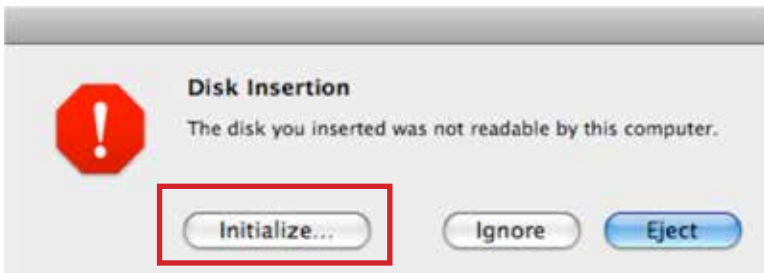 Disk Insertion
The disk you inserted was not readable by this computer.
Initialize... Ignore Eject